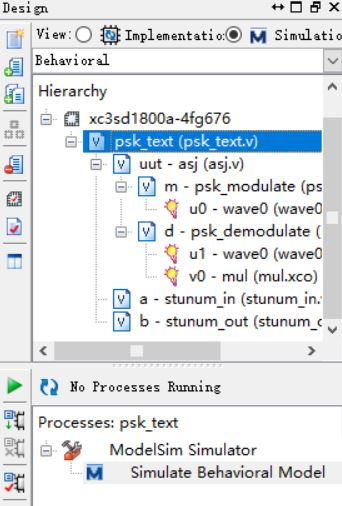 Design
View: Implementatio Simulatio
Behavioral
Hierarchy
xc3sd1800a-4fg676
psk_text (psk_text.v)
uut - asj (asj.v)
m - psk_modulate (ps
u0 - wave0 (wave0
d - psk_demodulate (
u1 - wave0 (wave0
v0 - mul (mul.xco)
a - stunum_in (stunum_in.
b - stunum_out (stunum_
No Processes Running
Processes: psk_text
ModelSim Simulator
Simulate Behavioral Model